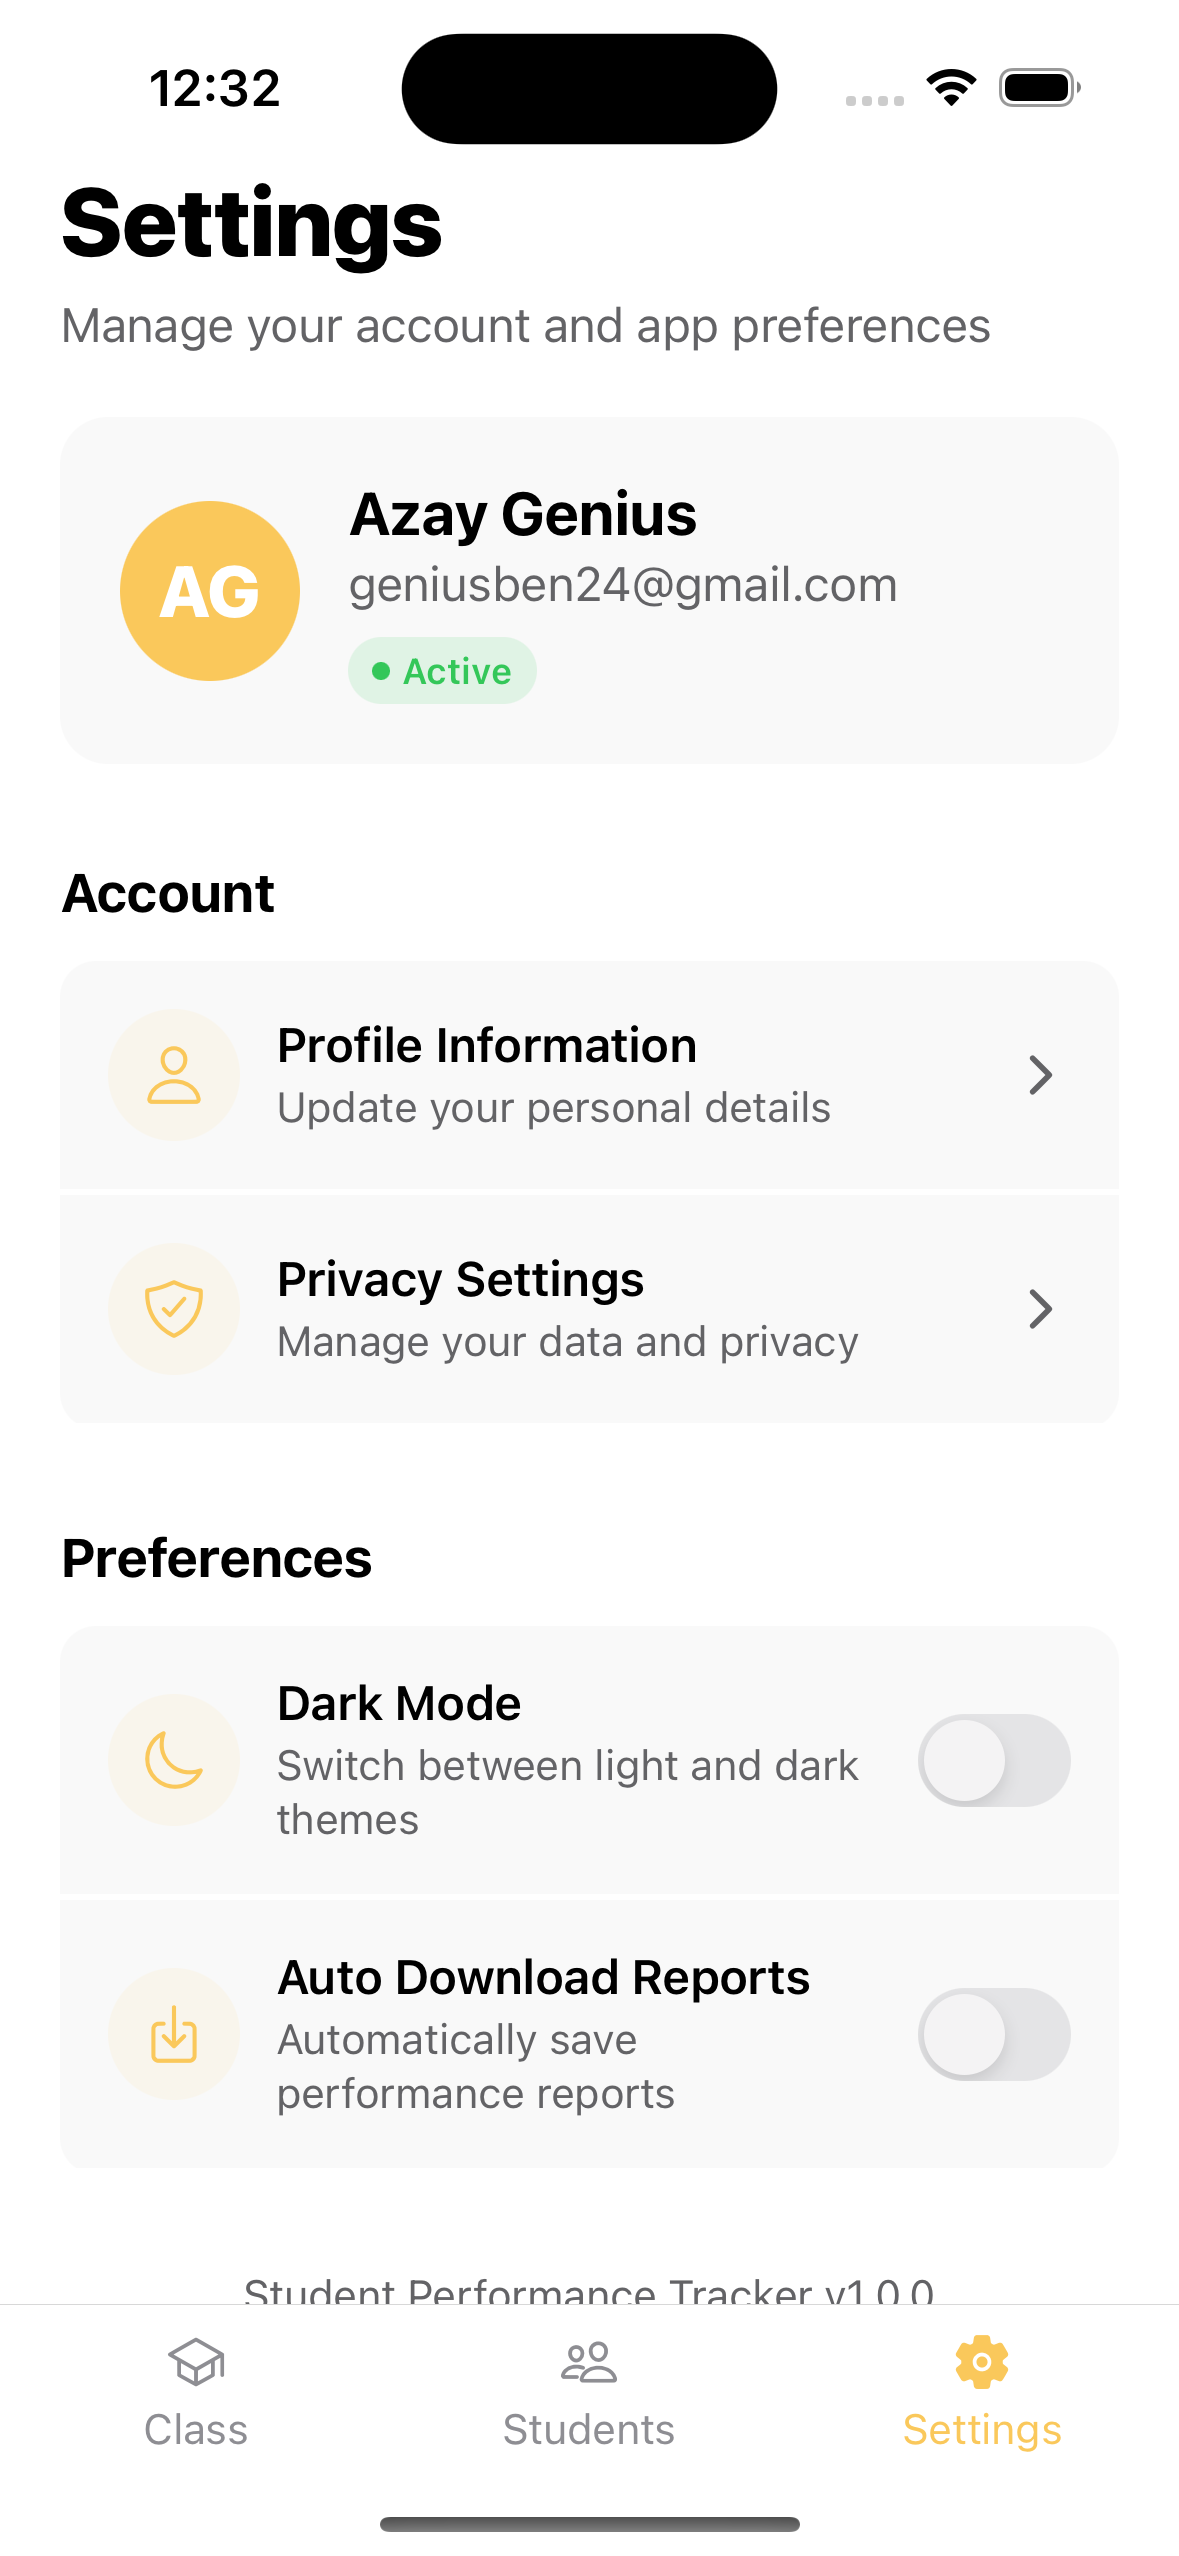 12:32
Settings
Manage your account and app preferences
AG
Azay Genius
geniusben24@gmail.com
Active
Account
Profile Information
Update your personal details
Privacy Settings
Manage your data and privacy
Preferences
Dark Mode
Switch between light and dark
themes
Auto Download Reports
Automatically save
performance reports
Student Performance Tracker v1.0.0
Class
Students
Settings